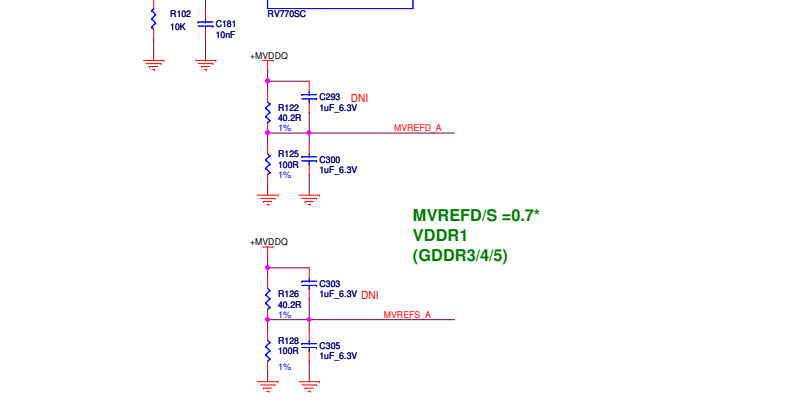 R102
10K
C181
10nF
RV770SC
+MVDDQ
C293
1uF_6.3V
DNI
R122
40.2R
1%
MVREFD_A
R125
100R
1%
C300
1uF_6.3V
MVREFD/S =0.7*
VDDR1
(GDDR3/4/5)
+MVDDQ
C303
1uF_6.3V
DNI
R126
40.2R
1%
MVREFS_A
R128
100R
1%
C305
1uF_6.3V